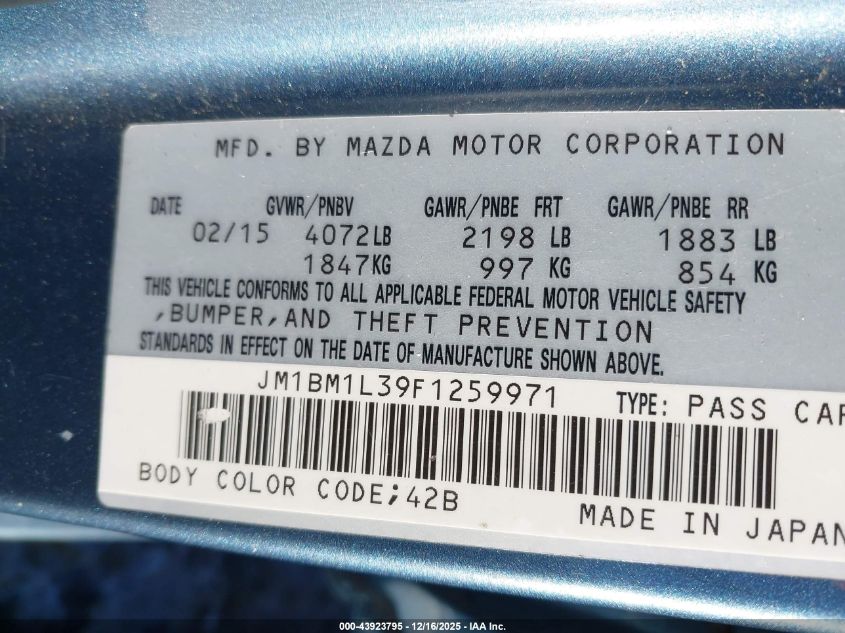 MFD. BY MAZDA MOTOR CORPORATION
DATE GVWR/PNBV GAWR/PNBE FRT GAWR/PNBE RR
02/15 4072LB 2198 LB 1883 LB
1847KG 997 KG 854 KG
THIS VEHICLE CONFORMS TO ALL APPLICABLE FEDERAL MOTOR VEHICLE SAFETY
,BUMPER,AND THEFT PREVENTION
STANDARDS IN EFFECT ON THE DATE OF MANUFACTURE SHOWN ABOVE.
JM1BM1L39F1259971 TYPE: PASS CAR
BODY COLOR CODE;42B
MADE IN JAPAN
000-43923795 - 12/16/2025 - IAA Inc.